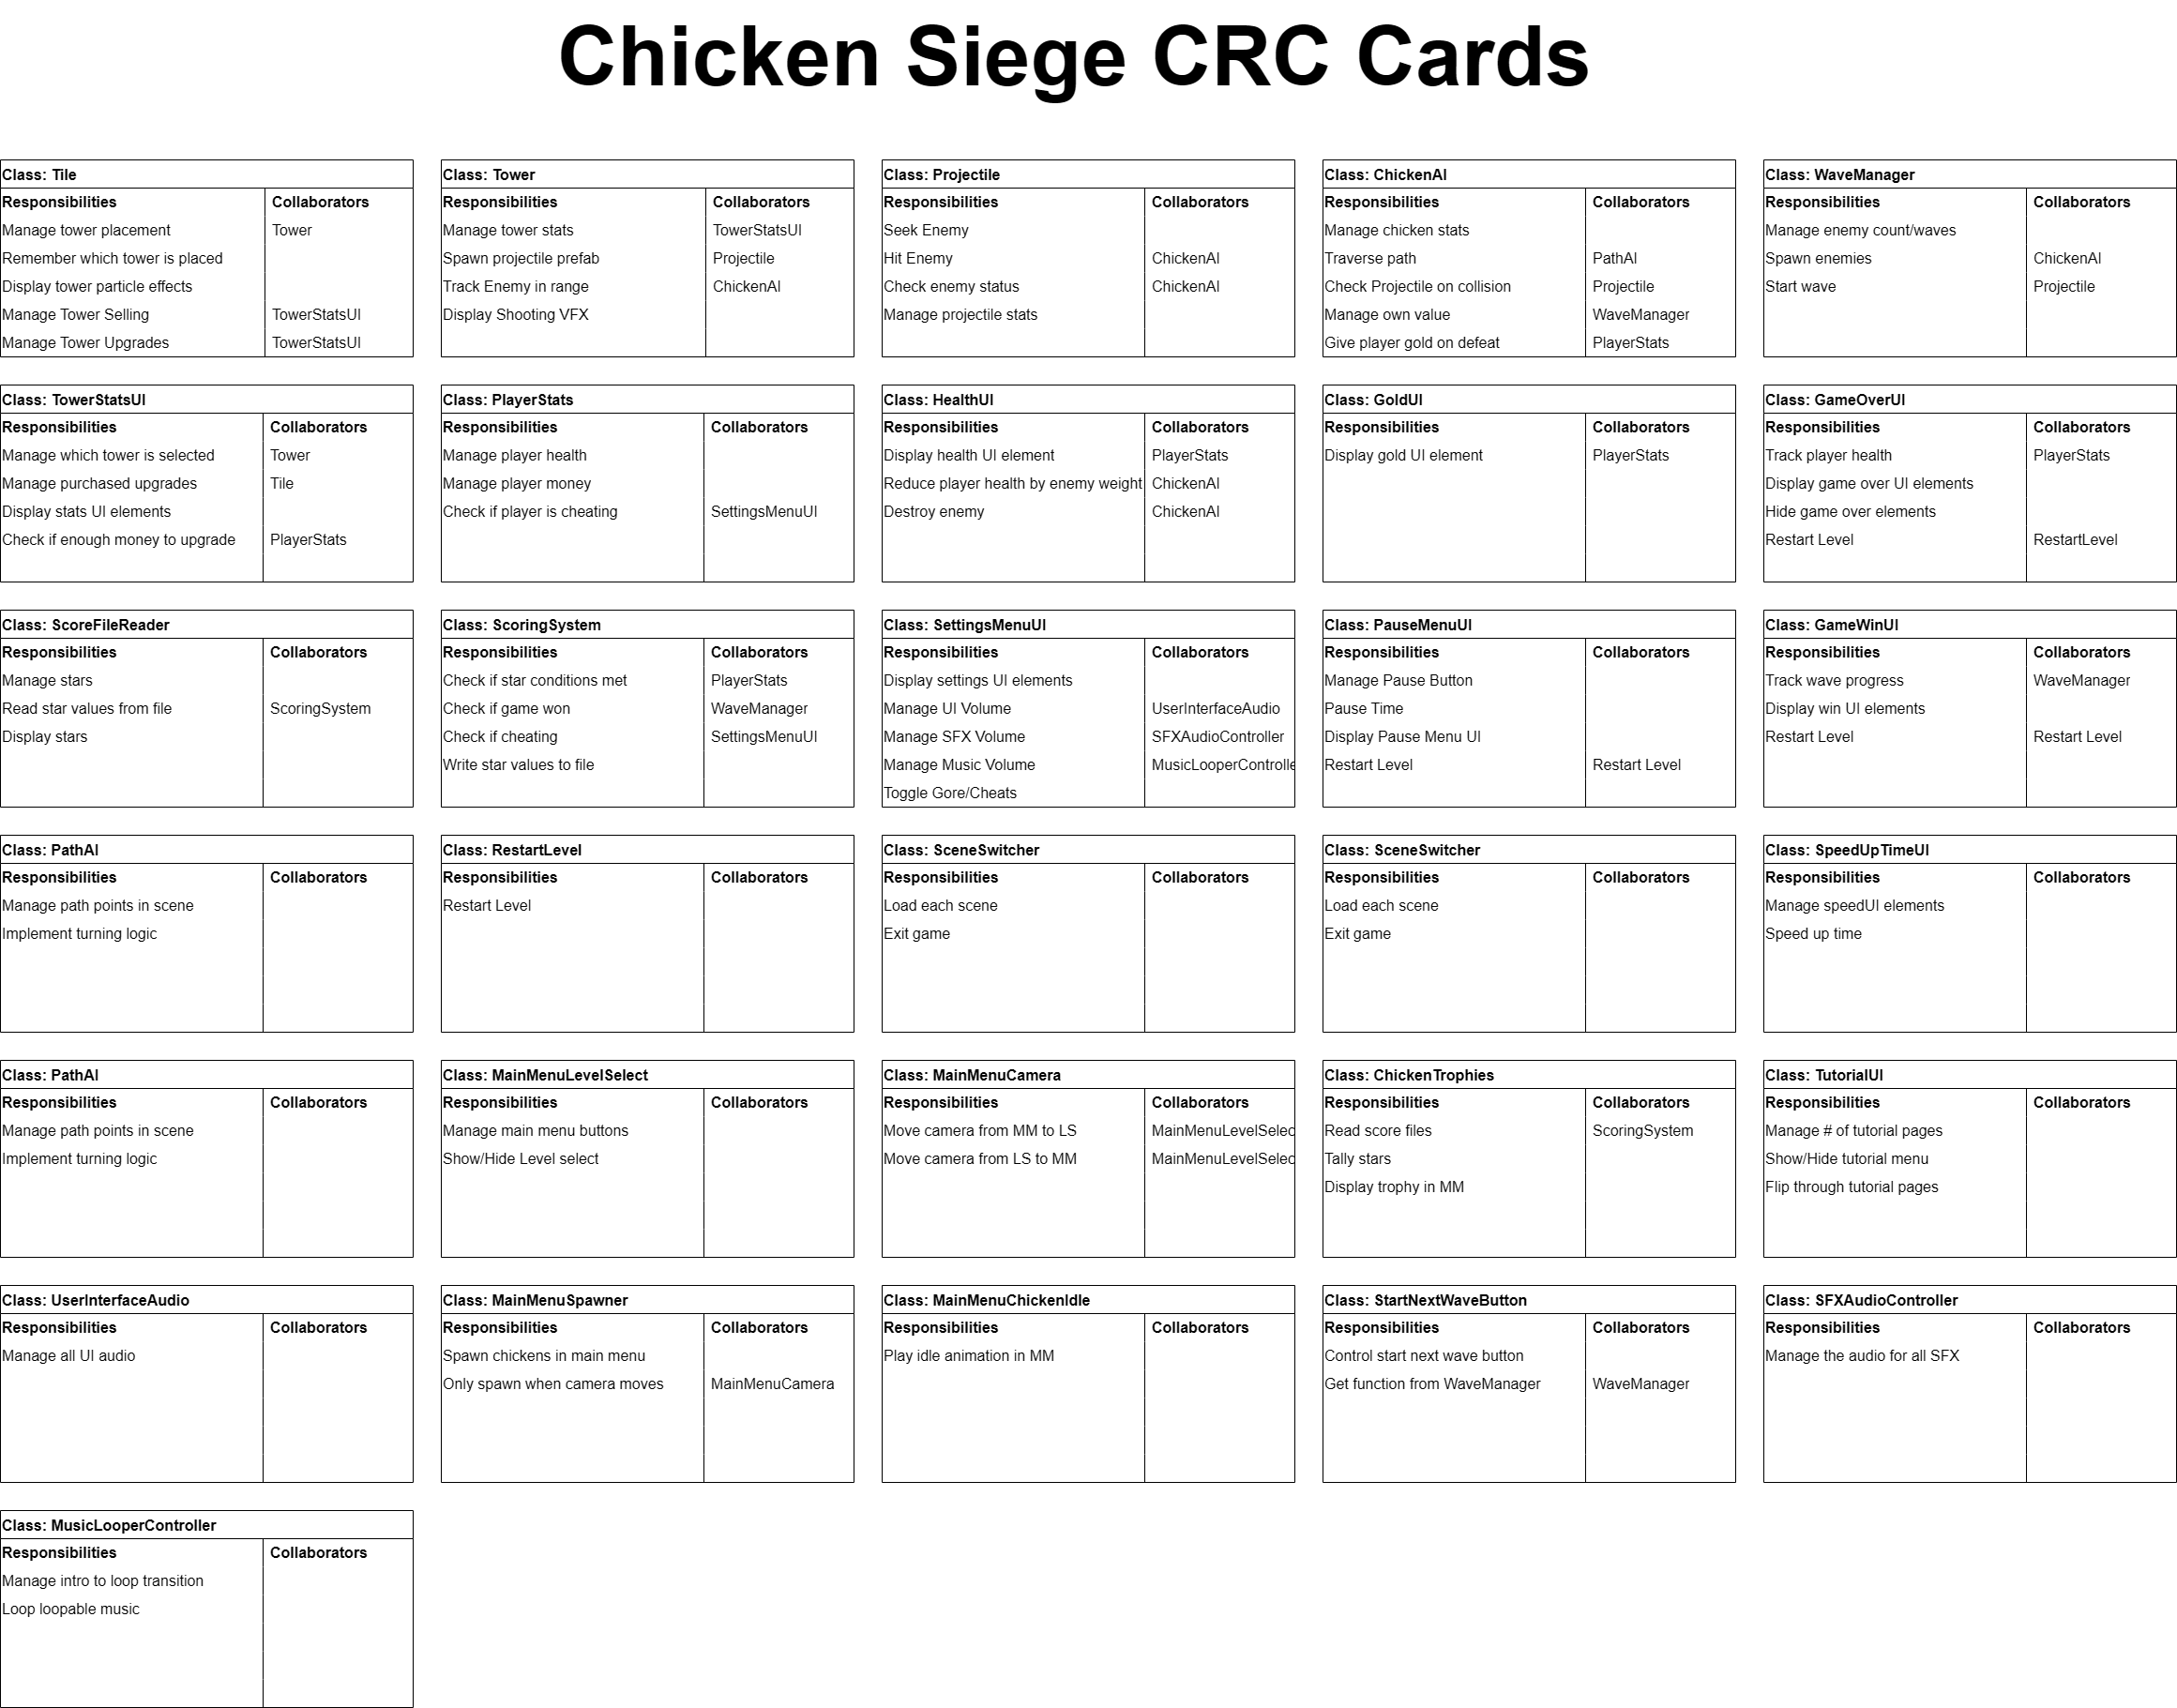 Chicken Siege CRC Cards
Class: Tile
Responsibilities Collaborators
Manage tower placement Tower
Remember which tower is placed
Display tower particle effects
Manage Tower Selling TowerStatsUI
Manage Tower Upgrades TowerStatsUI
Class: Tower
Responsibilities Collaborators
Manage tower stats TowerStatsUI
Spawn projectile prefab Projectile
Track Enemy in range ChickenAI
Display Shooting VFX
Class: Projectile
Responsibilities Collaborators
Seek Enemy
Hit Enemy ChickenAI
Check enemy status ChickenAI
Manage projectile stats
Class: ChickenAI
Responsibilities Collaborators
Manage chicken stats
Traverse path PathAI
Check Projectile on collision Projectile
Manage own value WaveManager
Give player gold on defeat PlayerStats
Class: WaveManager
Responsibilities Collaborators
Manage enemy count/waves
Spawn enemies ChickenAI
Start wave Projectile
Class: TowerStatsUI
Responsibilities Collaborators
Manage which tower is selected Tower
Manage purchased upgrades Tile
Display stats UI elements
Check if enough money to upgrade PlayerStats
Class: PlayerStats
Responsibilities Collaborators
Manage player health
Manage player money
Check if player is cheating SettingsMenuUI
Class: HealthUI
Responsibilities Collaborators
Display health UI element PlayerStats
Reduce player health by enemy weight ChickenAI
Destroy enemy ChickenAI
Class: GoldUI
Responsibilities Collaborators
Display gold UI element PlayerStats
Class: GameOverUI
Responsibilities Collaborators
Track player health PlayerStats
Display game over UI elements
Hide game over elements
Restart Level RestartLevel
Class: ScoreFileReader
Responsibilities Collaborators
Manage stars
Read star values from file ScoringSystem
Display stars
Class: ScoringSystem
Responsibilities Collaborators
Check if star conditions met PlayerStats
Check if game won WaveManager
Check if cheating SettingsMenuUI
Write star values to file
Class: SettingsMenuUI
Responsibilities Collaborators
Display settings UI elements
Manage UI Volume UserInterfaceAudio
Manage SFX Volume SFXAudioController
Manage Music Volume MusicLooperControlle
Toggle Gore/Cheats
Class: PauseMenuUI
Responsibilities Collaborators
Manage Pause Button
Pause Time
Display Pause Menu UI
Restart Level Restart Level
Class: GameWinUI
Responsibilities Collaborators
Track wave progress WaveManager
Display win UI elements
Restart Level Restart Level
Class: PathAI
Responsibilities Collaborators
Manage path points in scene
Implement turning logic
Class: RestartLevel
Responsibilities Collaborators
Restart Level
Class: SceneSwitcher
Responsibilities Collaborators
Load each scene
Exit game
Class: SceneSwitcher
Responsibilities Collaborators
Load each scene
Exit game
Class: SpeedUpTimeUI
Responsibilities Collaborators
Manage speedUI elements
Speed up time
Class: PathAI
Responsibilities Collaborators
Manage path points in scene
Implement turning logic
Class: MainMenuLevelSelect
Responsibilities Collaborators
Manage main menu buttons
Show/Hide Level select
Class: MainMenuCamera
Responsibilities Collaborators
Move camera from MM to LS MainMenuLevelSelec
Move camera from LS to MM MainMenuLevelSelec
Class: ChickenTrophies
Responsibilities Collaborators
Read score files ScoringSystem
Tally stars
Display trophy in MM
Class: TutorialUI
Responsibilities Collaborators
Manage # of tutorial pages
Show/Hide tutorial menu
Flip through tutorial pages
Class: UserInterfaceAudio
Responsibilities Collaborators
Manage all UI audio
Class: MainMenuSpawner
Responsibilities Collaborators
Spawn chickens in main menu
Only spawn when camera moves MainMenuCamera
Class: MainMenuChickenIdle
Responsibilities Collaborators
Play idle animation in MM
Class: StartNextWaveButton
Responsibilities Collaborators
Control start next wave button
Get function from WaveManager WaveManager
Class: SFXAudioController
Responsibilities Collaborators
Manage the audio for all SFX
Class: MusicLooperController
Responsibilities Collaborators
Manage intro to loop transition
Loop loopable music